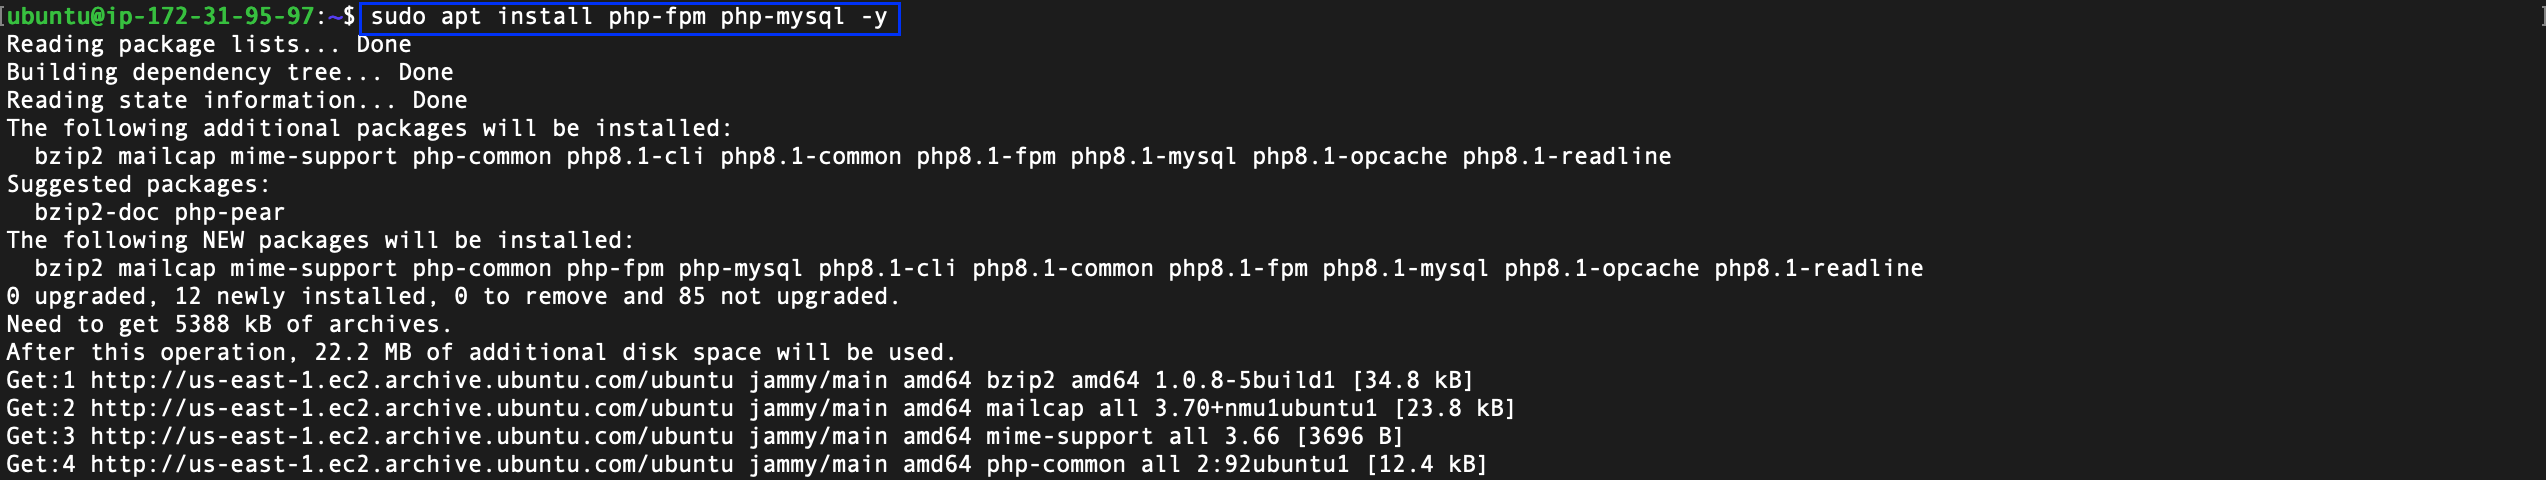 [ubuntu@ip-172-31-95-97:~$ sudo apt install php-fpm php-mysql -y
Reading package lists... Done
Building dependency tree... Done
Reading state information... Done
The following additional packages will be installed:
  bzip2 mailcap mime-support php-common php8.1-cli php8.1-common php8.1-fpm php8.1-mysql php8.1-opcache php8.1-readline
Suggested packages:
  bzip2-doc php-pear
The following NEW packages will be installed:
  bzip2 mailcap mime-support php-common php-fpm php-mysql php8.1-cli php8.1-common php8.1-fpm php8.1-mysql php8.1-opcache php8.1-readline
0 upgraded, 12 newly installed, 0 to remove and 85 not upgraded.
Need to get 5388 kB of archives.
After this operation, 22.2 MB of additional disk space will be used.
Get:1 http://us-east-1.ec2.archive.ubuntu.com/ubuntu jammy/main amd64 bzip2 amd64 1.0.8-5build1 [34.8 kB]
Get:2 http://us-east-1.ec2.archive.ubuntu.com/ubuntu jammy/main amd64 mailcap all 3.70+nmu1ubuntu1 [23.8 kB]
Get:3 http://us-east-1.ec2.archive.ubuntu.com/ubuntu jammy/main amd64 mime-support all 3.66 [3696 B]
Get:4 http://us-east-1.ec2.archive.ubuntu.com/ubuntu jammy/main amd64 php-common all 2:92ubuntu1 [12.4 kB]